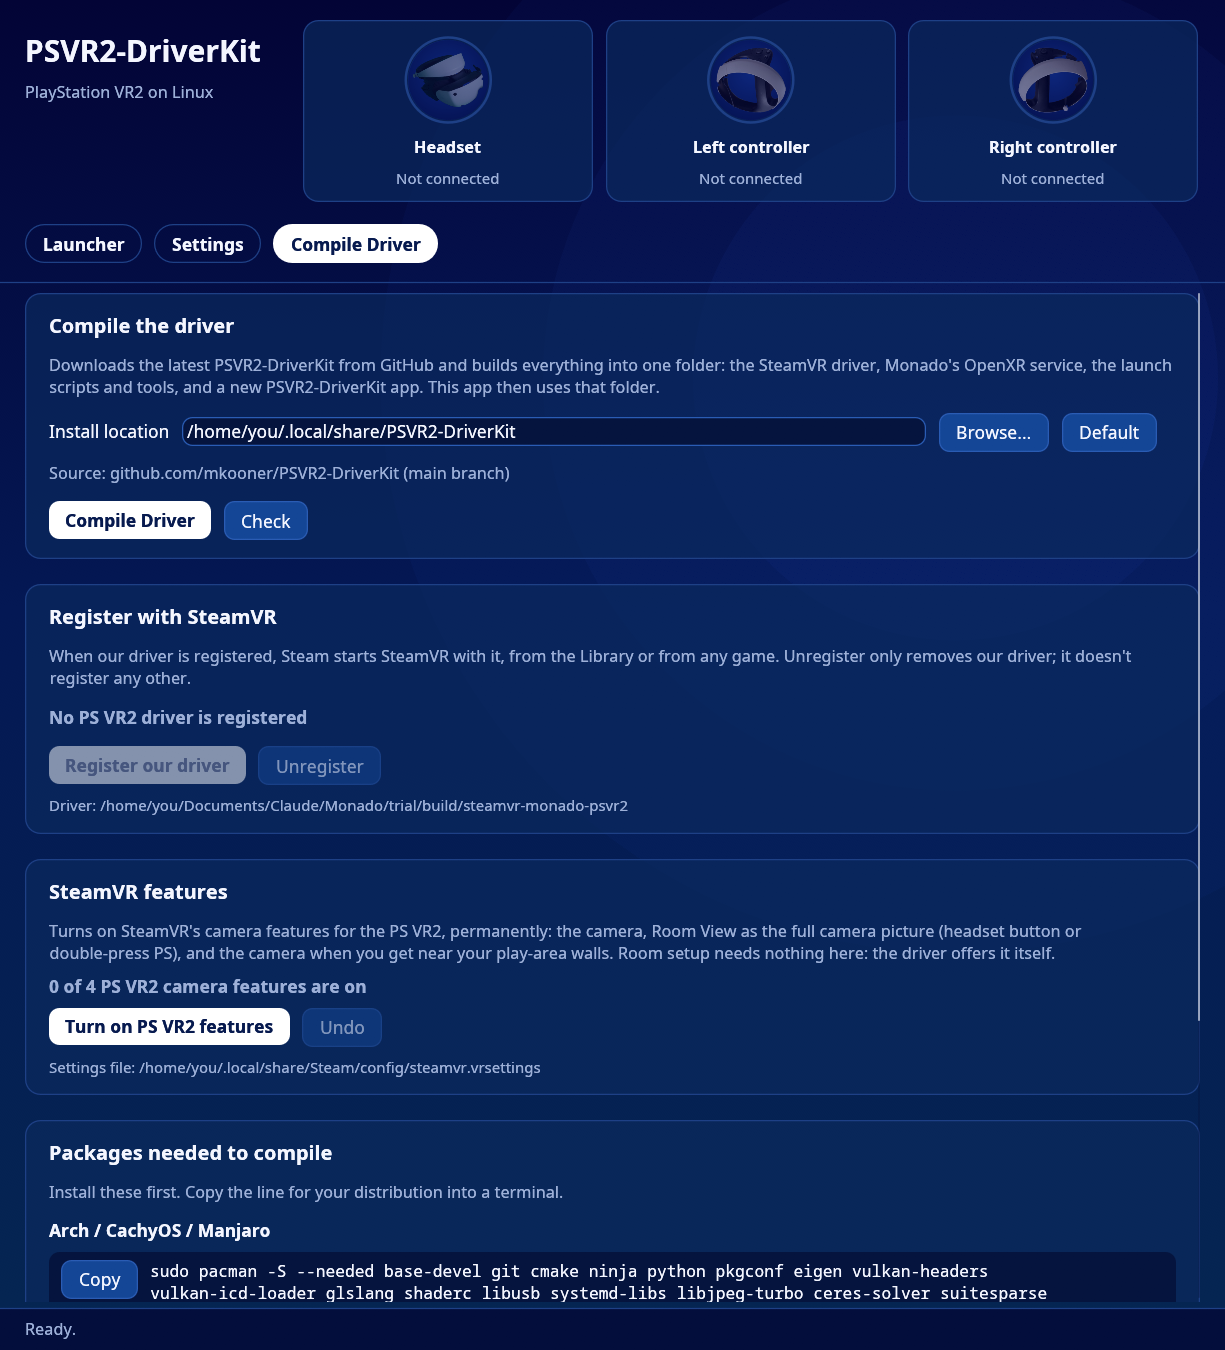 PSVR2-DriverKit
PlayStation VR2 on Linux
Headset
Not connected
Left controller
Not connected
Right controller
Not connected
Launcher
Settings
Compile Driver
Compile the driver
Downloads the latest PSVR2-DriverKit from GitHub and builds everything into one folder: the SteamVR driver, Monado's OpenXR service, the launch
scripts and tools, and a new PSVR2-DriverKit app. This app then uses that folder.
Install location
/home/you/.local/share/PSVR2-DriverKit
Browse...
Default
Source: github.com/mkooner/PSVR2-DriverKit (main branch)
Compile Driver
Check
Register with SteamVR
When our driver is registered, Steam starts SteamVR with it, from the Library or from any game. Unregister only removes our driver; it doesn't
register any other.
No PS VR2 driver is registered
Register our driver
Unregister
Driver: /home/you/Documents/Claude/Monado/trial/build/steamvr-monado-psvr2
SteamVR features
Turns on SteamVR's camera features for the PS VR2, permanently: the camera, Room View as the full camera picture (headset button or
double-press PS), and the camera when you get near your play-area walls. Room setup needs nothing here: the driver offers it itself.
0 of 4 PS VR2 camera features are on
Turn on PS VR2 features
Undo
Settings file: /home/you/.local/share/Steam/config/steamvr.vrsettings
Packages needed to compile
Install these first. Copy the line for your distribution into a terminal.
Arch / CachyOS / Manjaro
Copy
sudo pacman -S --needed base-devel git cmake ninja python pkgconf eigen vulkan-headers
vulkan-icd-loader glslang shaderc libusb systemd-libs libjpeg-turbo ceres-solver suitesparse
Ready.